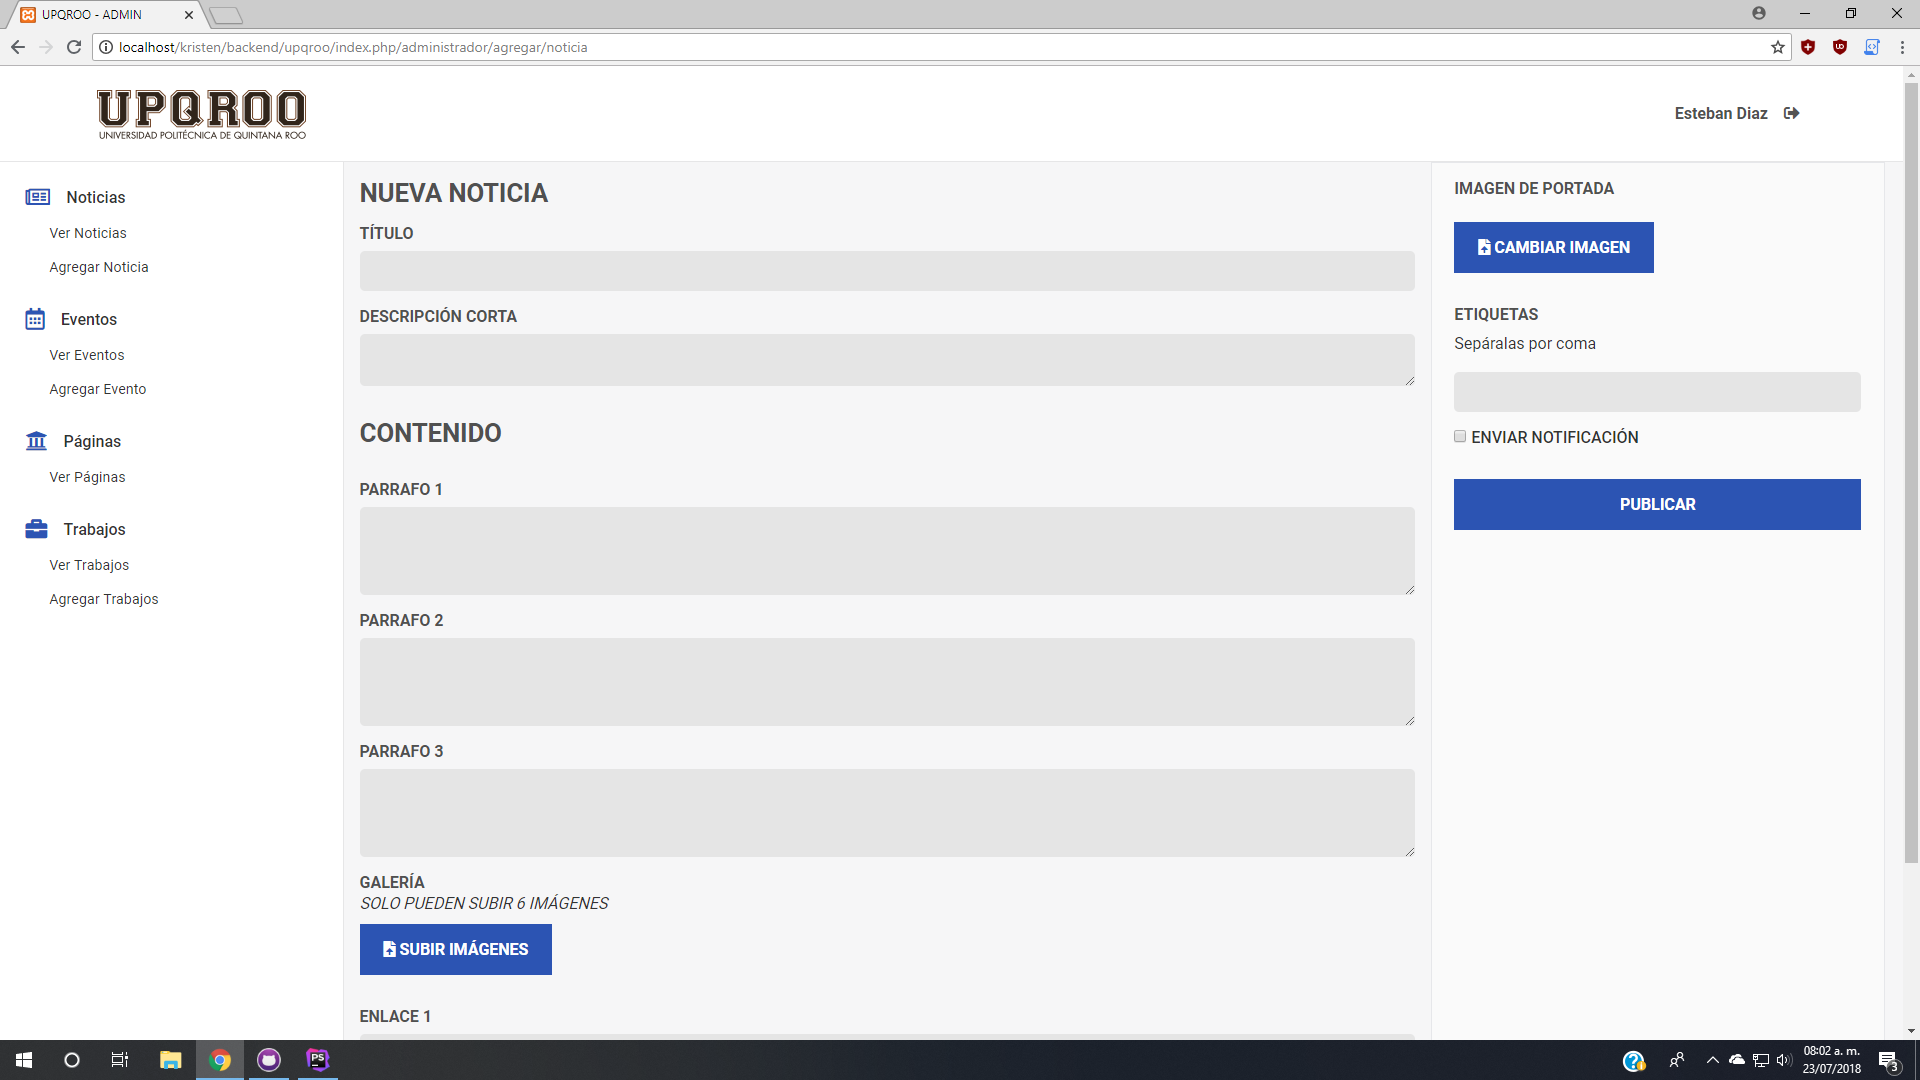 UPQROO - ADMIN
localhost/kristen/backend/upqroo/index.php/administrador/agregar/noticia
UPQROO
UNIVERSIDAD POLITÉCNICA DE QUINTANA ROO
Esteban Diaz
Noticias
Ver Noticias
Agregar Noticia
Eventos
Ver Eventos
Agregar Evento
Páginas
Ver Páginas
Trabajos
Ver Trabajos
Agregar Trabajos
NUEVA NOTICIA
TÍTULO
DESCRIPCIÓN CORTA
CONTENIDO
PARRAFO 1
PARRAFO 2
PARRAFO 3
GALERÍA
SOLO PUEDEN SUBIR 6 IMÁGENES
SUBIR IMÁGENES
ENLACE 1
IMAGEN DE PORTADA
CAMBIAR IMAGEN
ETIQUETAS
Sepáralas por coma
ENVIAR NOTIFICACIÓN
PUBLICAR
PS
08:02 a. m.
23/07/2018
3